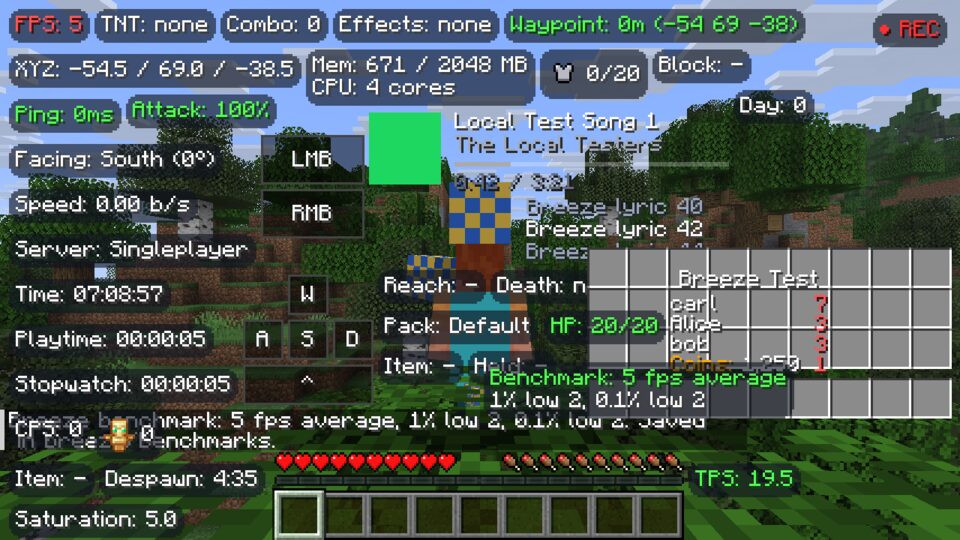 FPS: 5
TNT: none
Combo: 0
Effects: none
Waypoint: 0m (-54 69 -38)
• REC
XYZ: -54.5 / 69.0 / -38.5
Mem: 671 / 2048 MB
CPU: 4 cores
0/20
Block: -
Day: 0
Ping: 0ms
Attack: 100%
Local Test Song 1
The Local Testers
0:42 / 3:21
Facing: South (0°)
LMB
Speed: 0.00 b/s
RMB
Breeze lyric 40
Breeze lyric 42
Breeze lyric
Server: Singleplayer
Time: 07:08:57
W
Reach: -
Death: n
Breeze Test
carl 7
Alice 3
bob 3
Coins: 1,250 1
Playtime: 00:00:05
A
S
D
Pack: Default
HP: 20/20
Item: -
Stopwatch: 00:00:05
^
Benchmark: 5 fps average
1% low 2, 0.1% low 2
Breeze benchmark: 5 fps average, 1% low 2, 0.1% low 2. Saved
in Breeze benchmarks.
CPS: 0
0
Item: -
Despawn: 4:35
TPS: 19.5
Saturation: 5.0